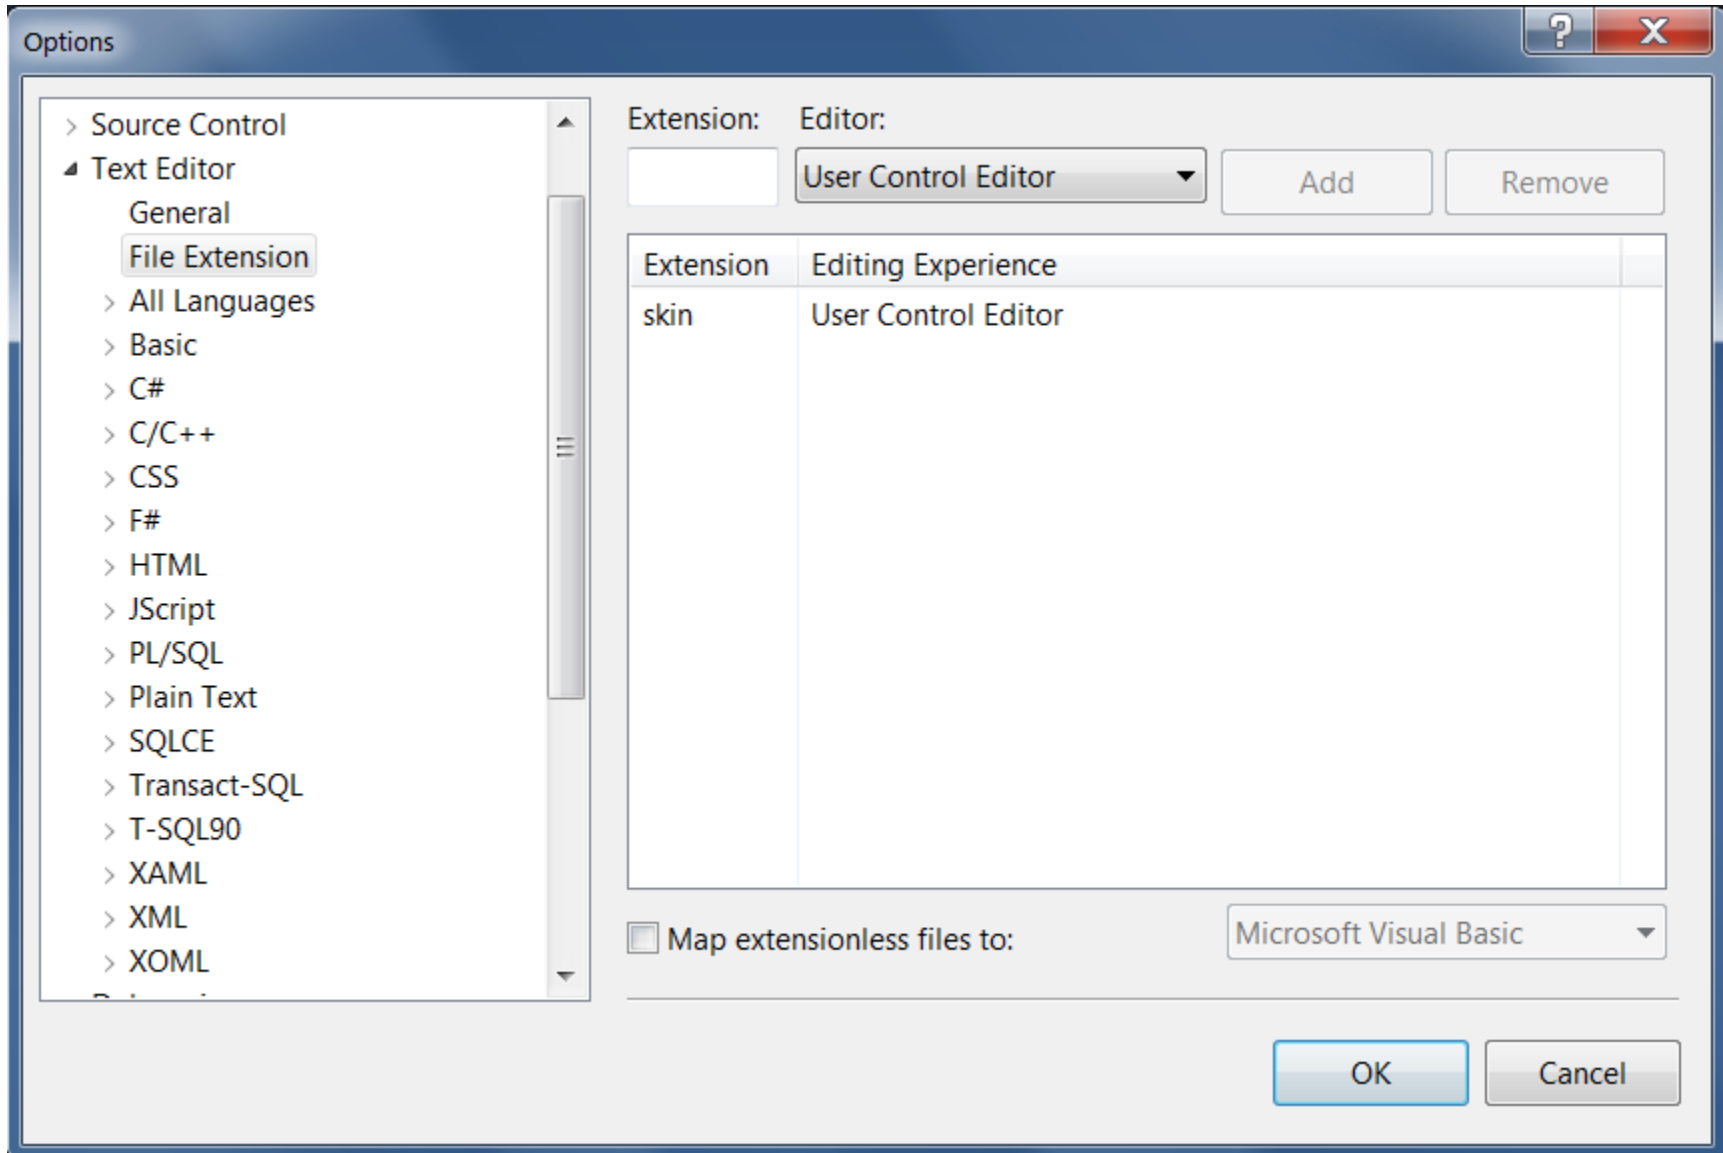 Options
Source Control
Text Editor
General
File Extension
All Languages
Basic
C#
C/C++
CSS
F#
HTML
JScript
PL/SQL
Plain Text
SQLCE
Transact-SQL
T-SQL90
XAML
XML
XOML
Extension: Editor:
User Control Editor Add Remove
Extension Editing Experience
skin User Control Editor
Map extensionless files to: Microsoft Visual Basic
OK Cancel